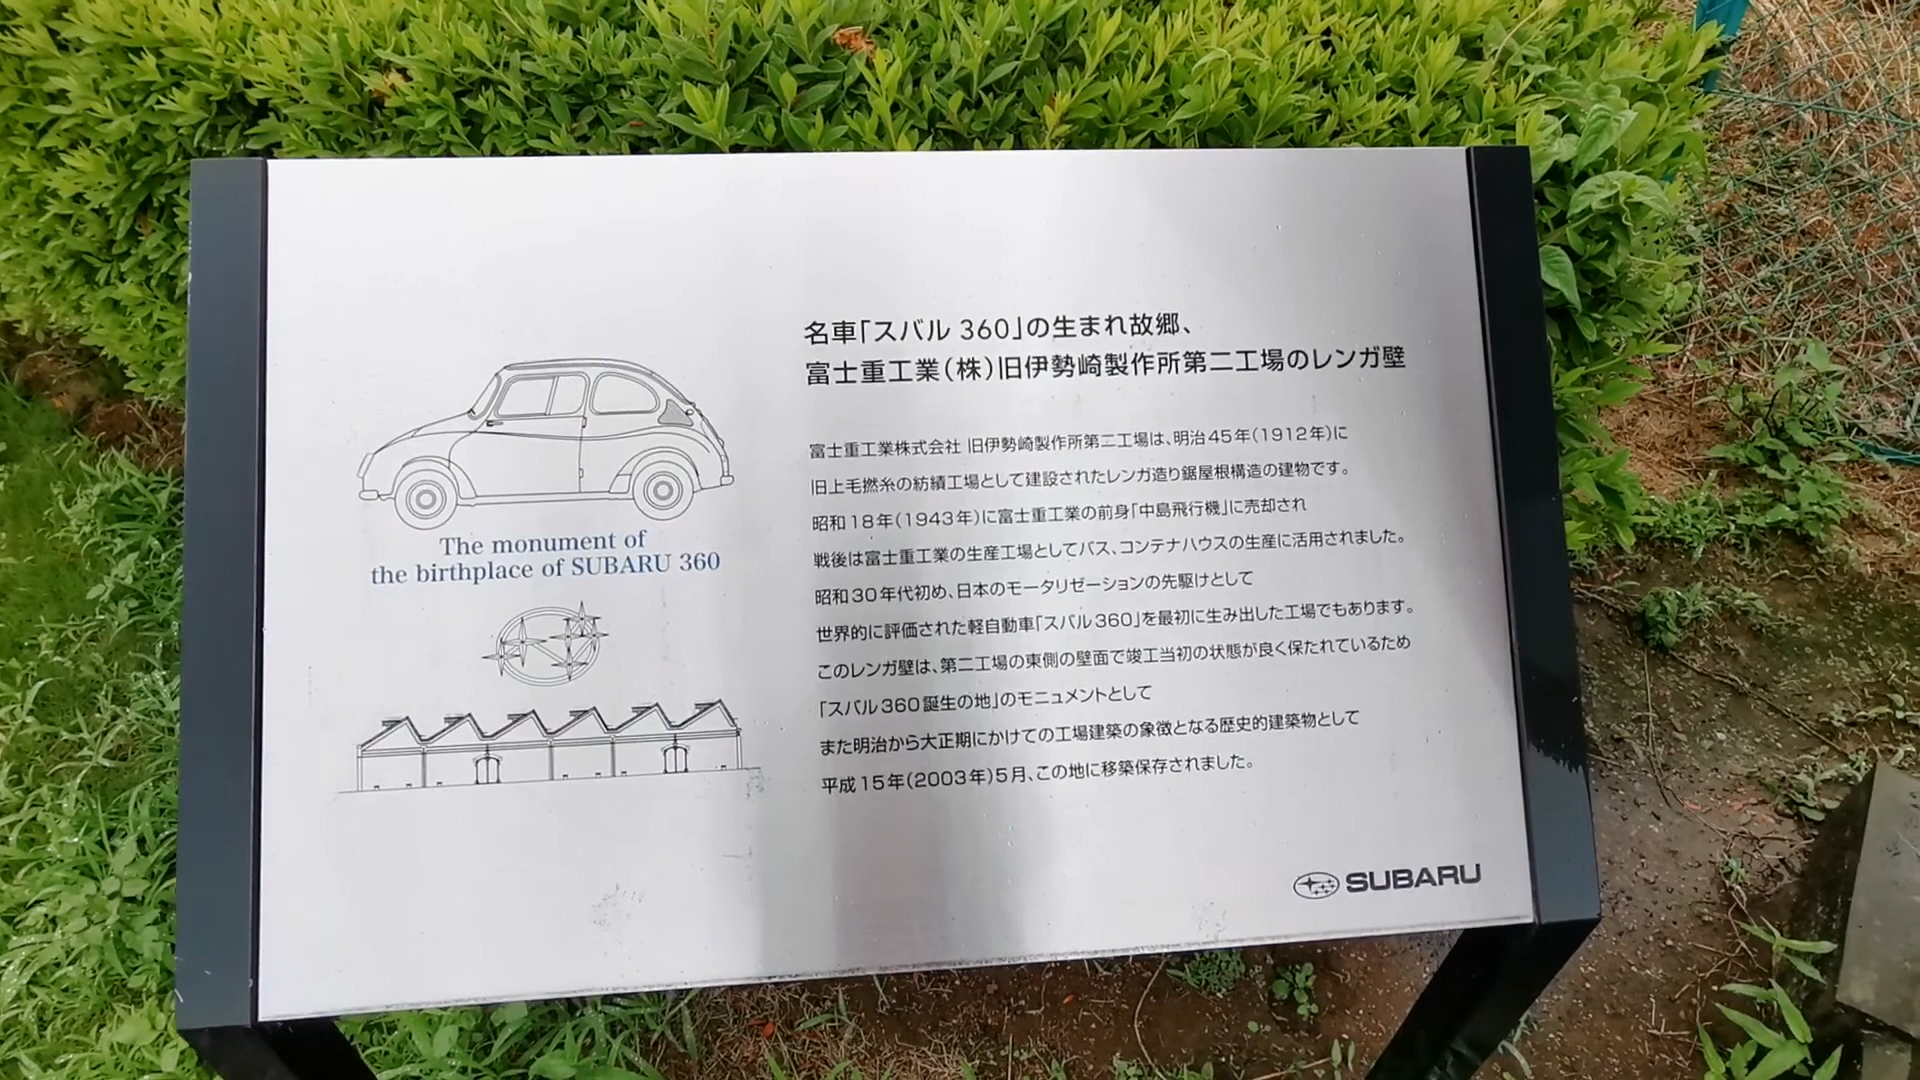 The monument of
the birthplace of SUBARU 360
名車「スバル 360」の生まれ故郷、
富士重工業(株)旧伊勢崎製作所第二工場のレンガ壁
富士重工業株式会社 旧伊勢崎製作所第二工場は、明治45年(1912年)に
旧上毛撚糸の紡績工場として建設されたレンガ造り鋸屋根構造の建物です。
昭和18年(1943年)に富士重工業の前身「中島飛行機」に売却され
戦後は富士重工業の生産工場としてバス、コンテナハウスの生産に活用されました。
昭和30年代初め、日本のモータリゼーションの先駆けとして
世界的に評価された軽自動車「スバル360」を最初に生み出した工場でもあります。
このレンガ壁は、第二工場の東側の壁面で竣工当初の状態が良く保たれているため
「スバル360誕生の地」のモニュメントとして
また明治から大正期にかけての工場建築の象徴となる歴史的建築物として
平成15年(2003年)5月、この地に移築保存されました。
SUBARU